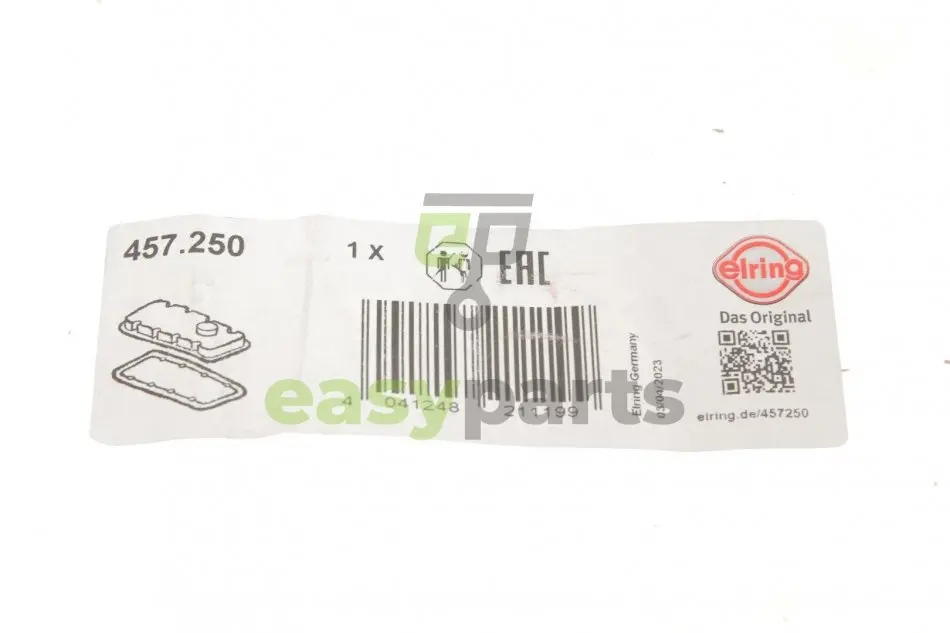 457.250
1 X
EAC
elring
Das Original
easyparts
4 041248 211199
Elring Germany
03/04/2023
elring.de/457250